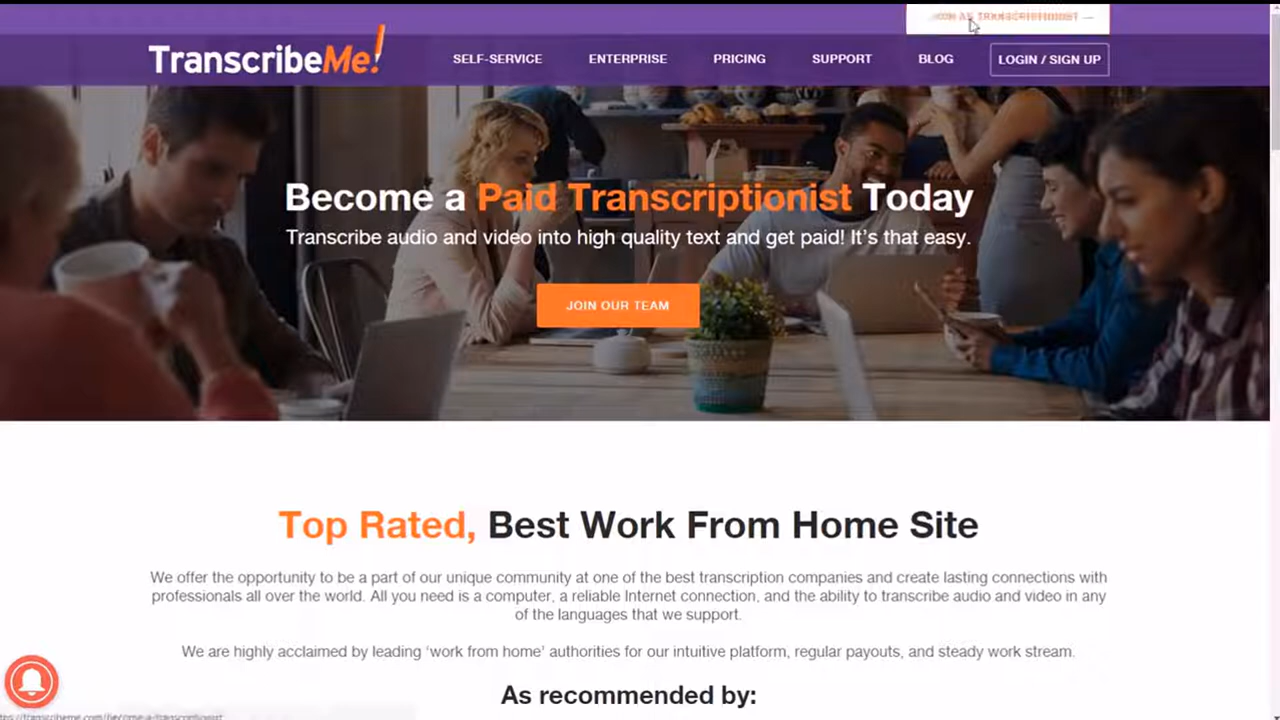 JOIN AS TRANSCRIPTIONIST
TranscribeMe!
SELF-SERVICE ENTERPRISE PRICING SUPPORT BLOG LOGIN / SIGN UP
Become a Paid Transcriptionist Today
Transcribe audio and video into high quality text and get paid! It's that easy.
JOIN OUR TEAM
Top Rated, Best Work From Home Site
We offer the opportunity to be a part of our unique community at one of the best transcription companies and create lasting connections with
professionals all over the world. All you need is a computer, a reliable Internet connection, and the ability to transcribe audio and video in any
of the languages that we support.
We are highly acclaimed by leading 'work from home' authorities for our intuitive platform, regular payouts, and steady work stream.
As recommended by: